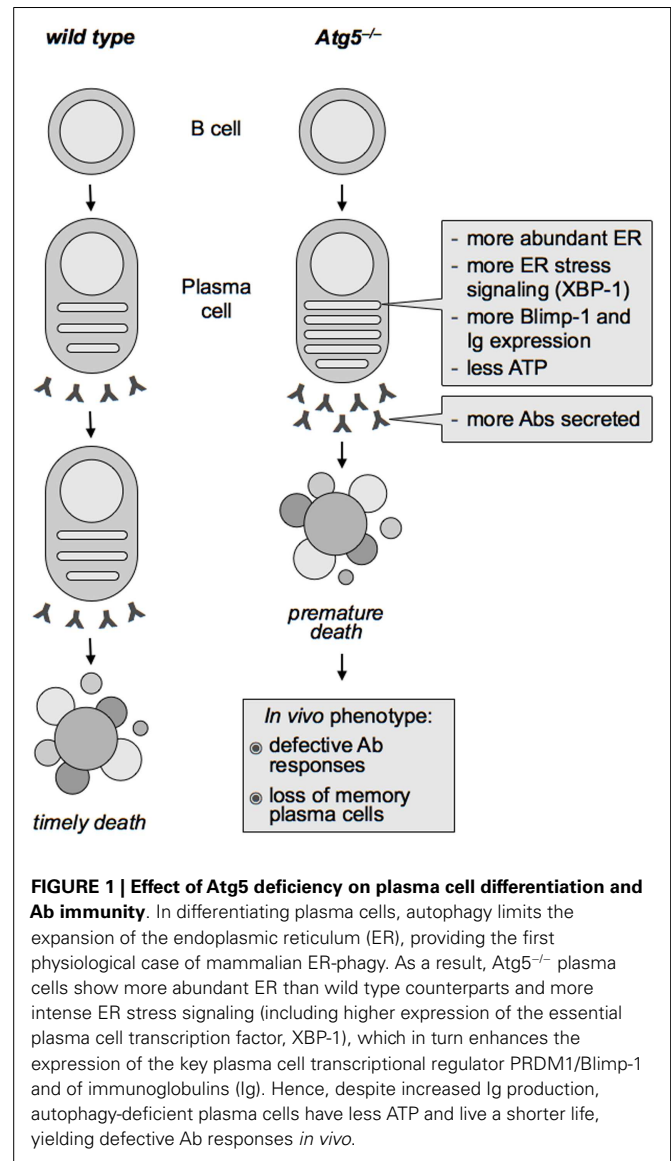 wild type
Atg5–/–
B cell
Plasma
cell
- more abundant ER
- more ER stress
signaling (XBP-1)
- more Blimp-1 and
Ig expression
- less ATP
- more Abs secreted
premature
death
In vivo phenotype:
defective Ab
responses
loss of memory
plasma cells
timely death
FIGURE 1 | Effect of Atg5 deficiency on plasma cell differentiation and
Ab immunity. In differentiating plasma cells, autophagy limits the
expansion of the endoplasmic reticulum (ER), providing the first
physiological case of mammalian ER-phagy. As a result, Atg5−/− plasma
cells show more abundant ER than wild type counterparts and more
intense ER stress signaling (including higher expression of the essential
plasma cell transcription factor, XBP-1), which in turn enhances the
expression of the key plasma cell transcriptional regulator PRDM1/Blimp-1
and of immunoglobulins (Ig). Hence, despite increased Ig production,
autophagy-deficient plasma cells have less ATP and live a shorter life,
yielding defective Ab responses in vivo.